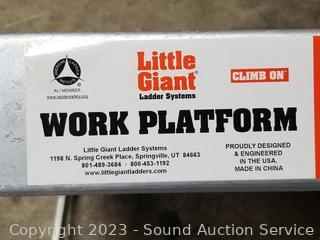 ALI MEMBER
www.laddersafety.org
Little
Giant®
Ladder Systems
CLIMB ON™
WORK PLATFORM
Little Giant Ladder Systems
1198 N. Spring Creek Place, Springville, UT 84663
801-489-3684 · 800-453-1192
www.littlegiantladders.com
PROUDLY DESIGNED
& ENGINEERED
IN THE USA.
MADE IN CHINA
Copyright 2023 - Sound Auction Service